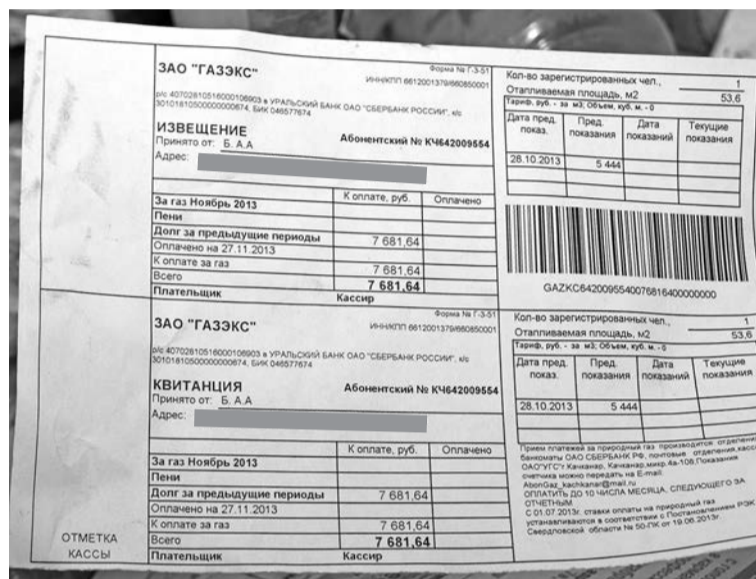 ЗАО "ГАЗЭКС"
Форма № Г-3-51
ИНН/КПП 6612001379/660850001
р/с 40702810516000106903 в УРАЛЬСКИЙ БАНК ОАО "СБЕРБАНК РОССИИ", к/с
30101810500000000674, БИК 046577674
ИЗВЕЩЕНИЕ
Абонентский № КЧ642009554
Принято от: Б. А.А
Адрес:
К оплате, руб. Оплачено
За газ Ноябрь 2013
Пени
Долг за предыдущие периоды 7 681,64
Оплачено на 27.11.2013
К оплате за газ 7 681,64
Всего 7 681,64
Плательщик Кассир
Кол-во зарегистрированных чел., 1
Отапливаемая площадь, м2 53,6
Тариф, руб. - за м3; Объем, куб. м. - 0
Дата пред. показ. Пред. показания Дата показаний Текущие показания
28.10.2013 5 444
GAZKC6420095540076816400000000
ЗАО "ГАЗЭКС"
Форма № Г-3-51
ИНН/КПП 6612001379/660850001
р/с 40702810516000106903 в УРАЛЬСКИЙ БАНК ОАО "СБЕРБАНК РОССИИ", к/с
30101810500000000674, БИК 046577674
КВИТАНЦИЯ
Абонентский № КЧ642009554
Принято от: Б. А.А
Адрес:
К оплате, руб. Оплачено
За газ Ноябрь 2013
Пени
Долг за предыдущие периоды 7 681,64
Оплачено на 27.11.2013
К оплате за газ 7 681,64
Всего 7 681,64
Плательщик Кассир
ОТМЕТКА
КАССЫ
Кол-во зарегистрированных чел., 1
Отапливаемая площадь, м2 53,6
Тариф, руб. - за м3; Объем, куб. м. - 0
Дата пред. показ. Пред. показания Дата показаний Текущие показания
28.10.2013 5 444
Прием платежей за природный газ производится отделения
банкоматы ОАО СБЕРБАНК РФ, почтовые отделения,касс
ОАО"УГС"г Качканар, Качканар,микр.4а-106,Показания
счетчика можно передать на E-mail:
AbonGaz_kachkanar@mail.ru
ОПЛАТИТЬ ДО 10 ЧИСЛА МЕСЯЦА, СЛЕДУЮЩЕГО ЗА
ОТЧЕТНЫМ.
С 01.07.2013г. ставки оплаты на природный газ
устанавливаются в соответствии с Постановлением РЭК
Свердловской области № 50-ПК от 19.06.2013г.